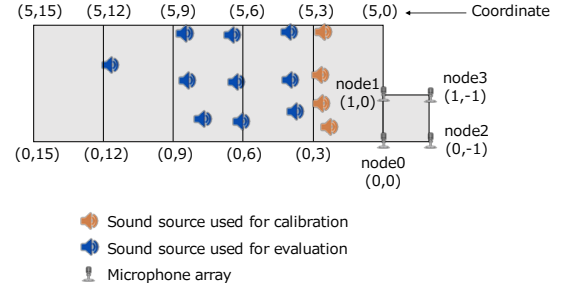 (5,15) (5,12) (5,9) (5,6) (5,3) (5,0) Coordinate
node1
(1,0)
node3
(1,-1)
node2
(0,-1)
(0,15) (0,12) (0,9) (0,6) (0,3)
node0
(0,0)
Sound source used for calibration
Sound source used for evaluation
Microphone array